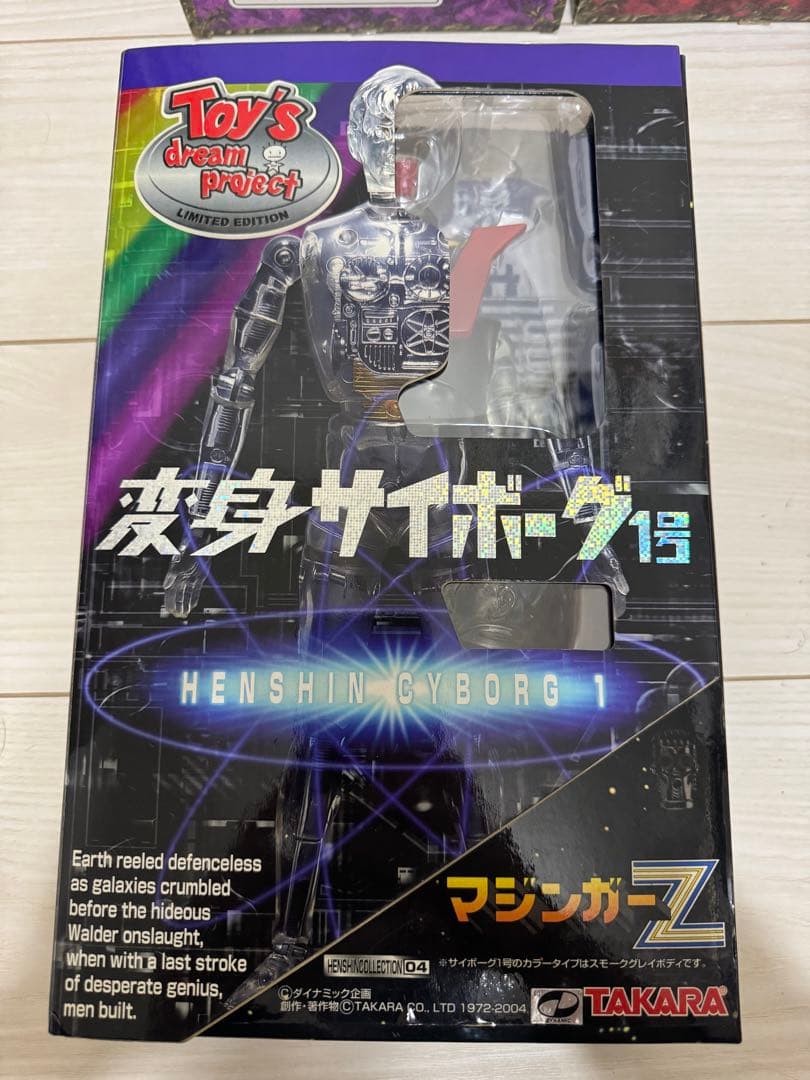 Toy's
dream
project
LIMITED EDITION
変身サイボーグ1号
HENSHIN CYBORG 1
Earth reeled defenceless
as galaxies crumbled
before the hideous
Walder onslaught,
when with a last stroke
of desperate genius,
men built.
マジンガーZ
HENSHINCOLLECTION 04
※サイボーグ1号のカラータイプはスモークグレイボディです。
©ダイナミック企画
創作・著作物©TAKARA CO., LTD 1972-2004
DYNAMIC
TAKARA